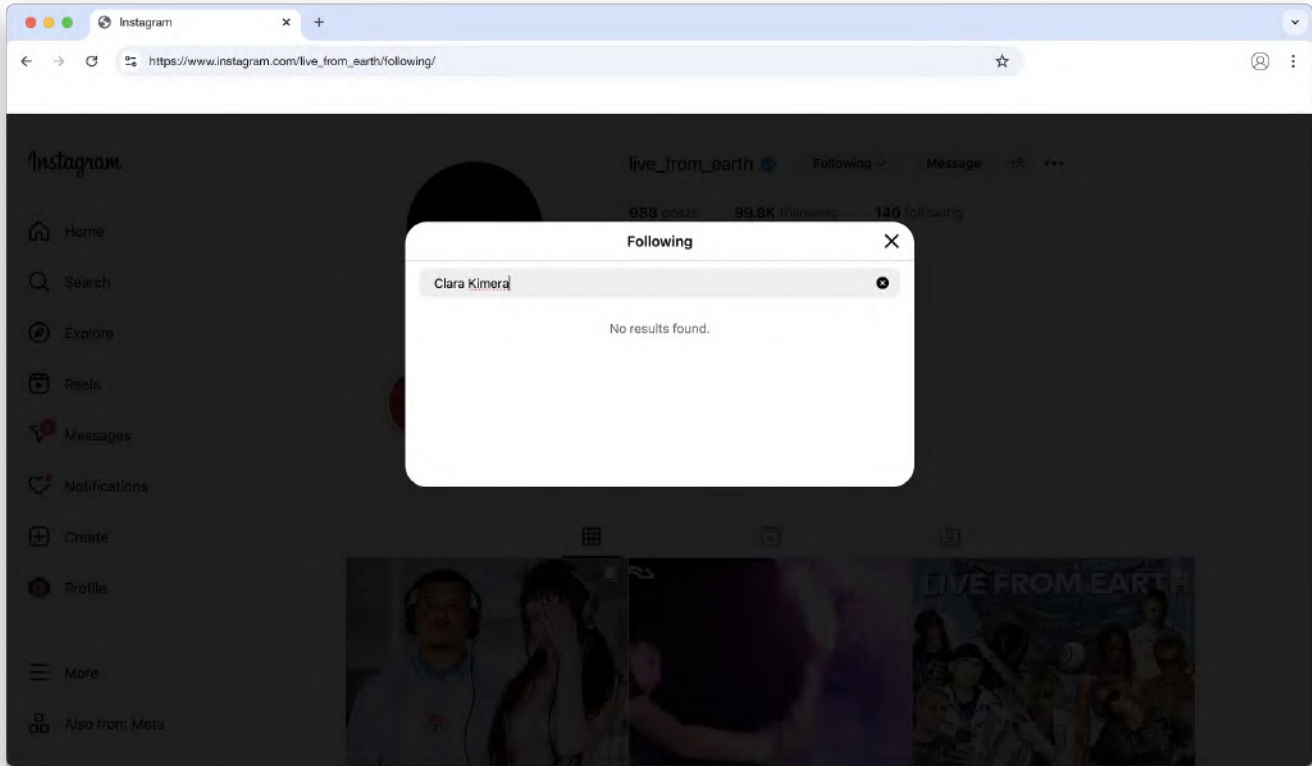 Instagram
https://www.instagram.com/live_from_earth/following/
Instagram
live_from_earth Following Message
988 posts 99.8K followers 140 following
Home
Search
Explore
Reels
Messages
Notifications
Create
Profile
More
Also from Meta
Following
Clara Kimera
No results found.
LIVE FROM EARTH